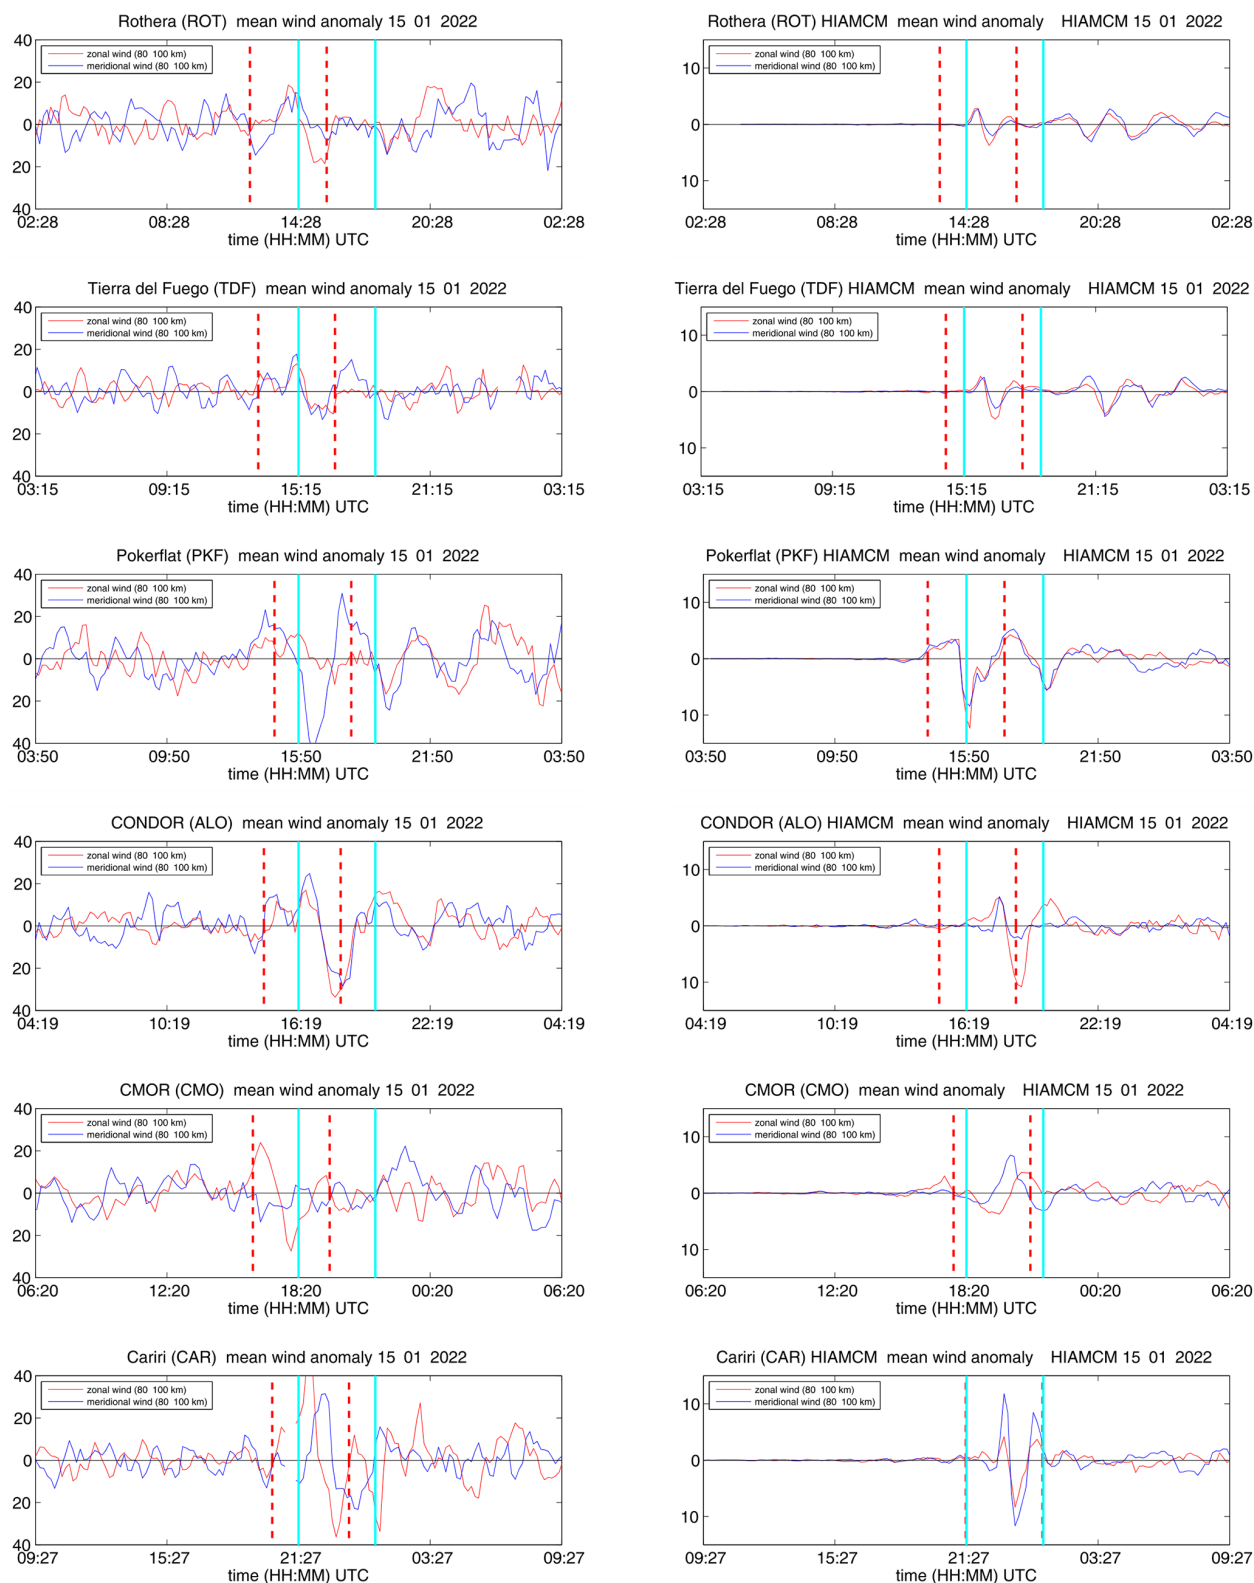 Rothera (ROT)  mean wind anomaly 15  01  2022
zonal wind (80  100 km)
meridional wind (80  100 km)
40
20
0
20
40
02:28 08:28 14:28 20:28 02:28
time (HH:MM) UTC
Rothera (ROT) HIAMCM  mean wind anomaly    HIAMCM 15  01  2022
zonal wind (80  100 km)
meridional wind (80  100 km)
10
0
10
02:28 08:28 14:28 20:28 02:28
time (HH:MM) UTC
Tierra del Fuego (TDF)  mean wind anomaly 15  01  2022
zonal wind (80  100 km)
meridional wind (80  100 km)
40
20
0
20
40
03:15 09:15 15:15 21:15 03:15
time (HH:MM) UTC
Tierra del Fuego (TDF) HIAMCM  mean wind anomaly    HIAMCM 15  01  2022
zonal wind (80  100 km)
meridional wind (80  100 km)
10
0
10
03:15 09:15 15:15 21:15 03:15
time (HH:MM) UTC
Pokerflat (PKF)  mean wind anomaly 15  01  2022
zonal wind (80  100 km)
meridional wind (80  100 km)
40
20
0
20
40
03:50 09:50 15:50 21:50 03:50
time (HH:MM) UTC
Pokerflat (PKF) HIAMCM  mean wind anomaly    HIAMCM 15  01  2022
zonal wind (80  100 km)
meridional wind (80  100 km)
10
0
10
03:50 09:50 15:50 21:50 03:50
time (HH:MM) UTC
CONDOR (ALO)  mean wind anomaly 15  01  2022
zonal wind (80  100 km)
meridional wind (80  100 km)
40
20
0
20
40
04:19 10:19 16:19 22:19 04:19
time (HH:MM) UTC
CONDOR (ALO) HIAMCM  mean wind anomaly    HIAMCM 15  01  2022
zonal wind (80  100 km)
meridional wind (80  100 km)
10
0
10
04:19 10:19 16:19 22:19 04:19
time (HH:MM) UTC
CMOR (CMO)  mean wind anomaly 15  01  2022
zonal wind (80  100 km)
meridional wind (80  100 km)
40
20
0
20
40
06:20 12:20 18:20 00:20 06:20
time (HH:MM) UTC
CMOR (CMO)  mean wind anomaly    HIAMCM 15  01  2022
zonal wind (80  100 km)
meridional wind (80  100 km)
10
0
10
06:20 12:20 18:20 00:20 06:20
time (HH:MM) UTC
Cariri (CAR)  mean wind anomaly 15  01  2022
zonal wind (80  100 km)
meridional wind (80  100 km)
40
20
0
20
40
09:27 15:27 21:27 03:27 09:27
time (HH:MM) UTC
Cariri (CAR) HIAMCM  mean wind anomaly    HIAMCM 15  01  2022
zonal wind (80  100 km)
meridional wind (80  100 km)
10
0
10
09:27 15:27 21:27 03:27 09:27
time (HH:MM) UTC